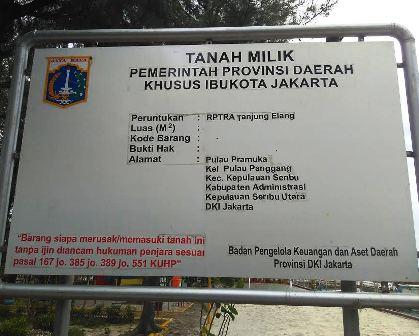 JAYA RAYA
TANAH MILIK
PEMERINTAH PROVINSI DAERAH
KHUSUS IBUKOTA JAKARTA
Peruntukan : RPTRA Tanjung Elang
Luas (M²) :
Kode Barang :
Bukti Hak :
Alamat : Pulau Pramuka
Kel. Pulau Panggang
Kec. Kepulauan Seribu
Kabupaten Administrasi
Kepulauan Seribu Utara
DKI Jakarta
"Barang siapa merusak/memasuki tanah ini
tanpa ijin diancam hukuman penjara sesuai
pasal 167 jo. 385 jo. 389 jo. 551 KUHP"
Badan Pengelola Keuangan dan Aset Daerah
Provinsi DKI Jakarta